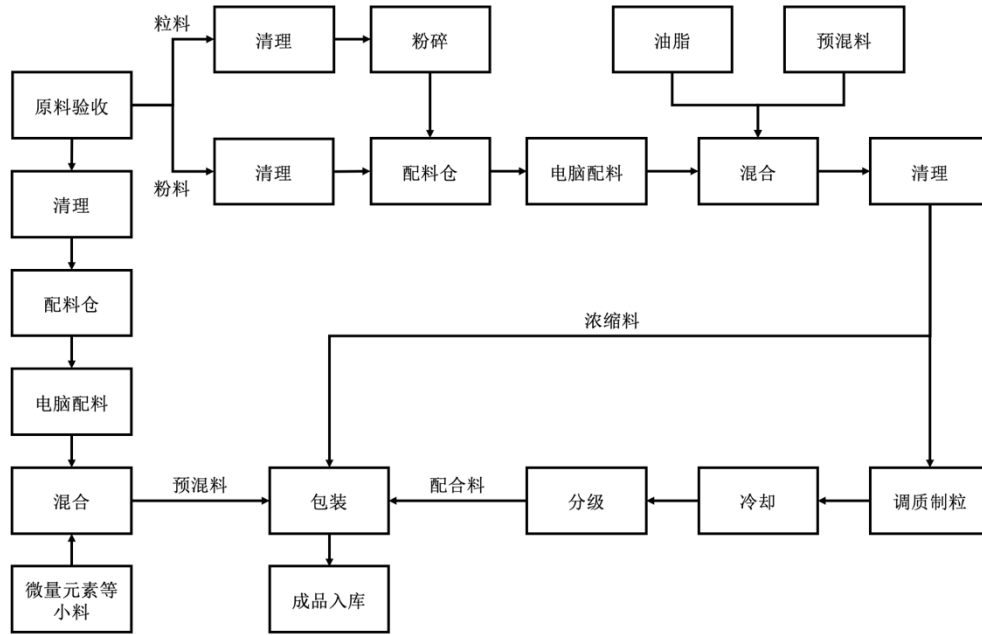 粒料
清理
粉碎
油脂
预混料
原料验收
粉料
清理
配料仓
电脑配料
混合
清理
清理
配料仓
浓缩料
电脑配料
混合
预混料
包装
配合料
分级
冷却
调质制粒
微量元素等
小料
成品入库